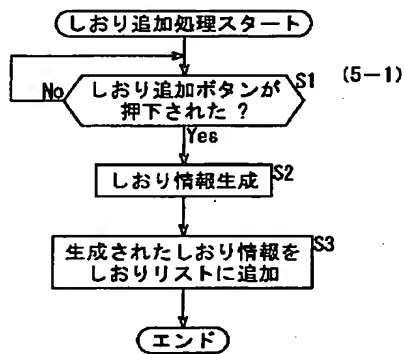 しおり追加処理スタート
しおり追加ボタンが
押下された ?
S1
(5-1)
No
Yes
しおり情報生成
S2
生成されたしおり情報を
しおりリストに追加
S3
エンド